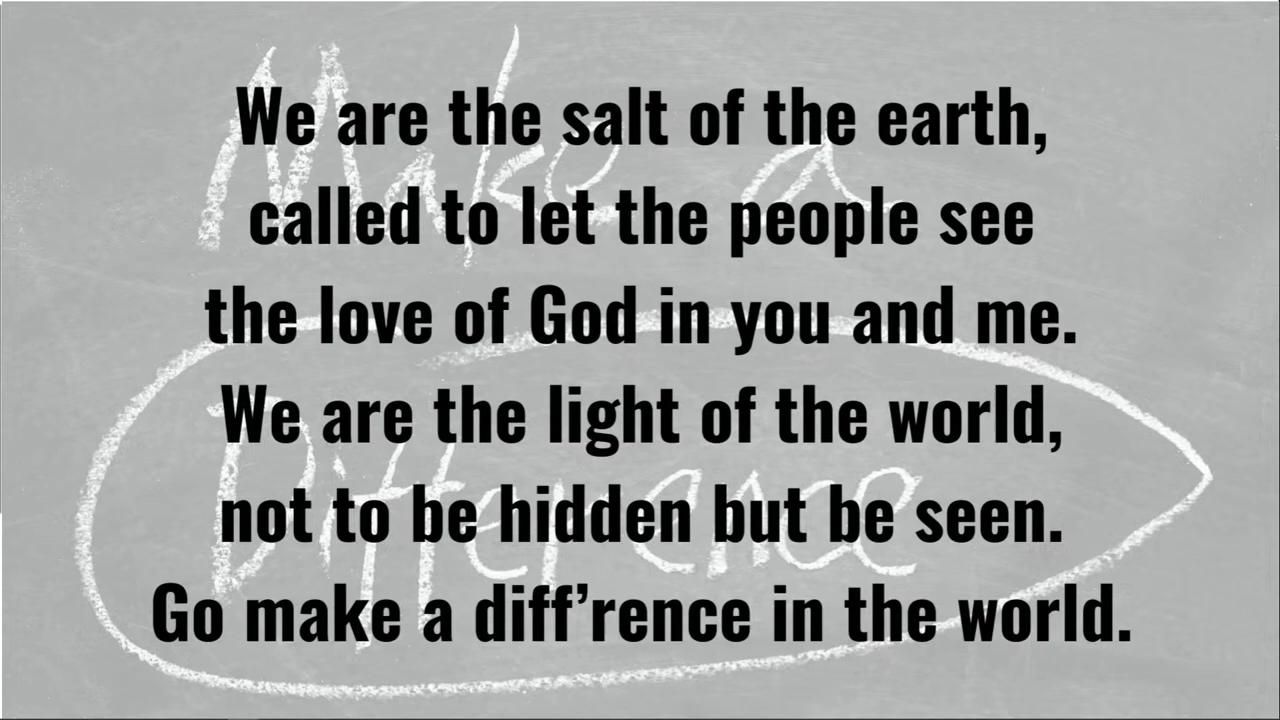 We are the salt of the earth,
called to let the people see
the love of God in you and me.
We are the light of the world,
not to be hidden but be seen.
Go make a diff’rence in the world.
Make a
Difference